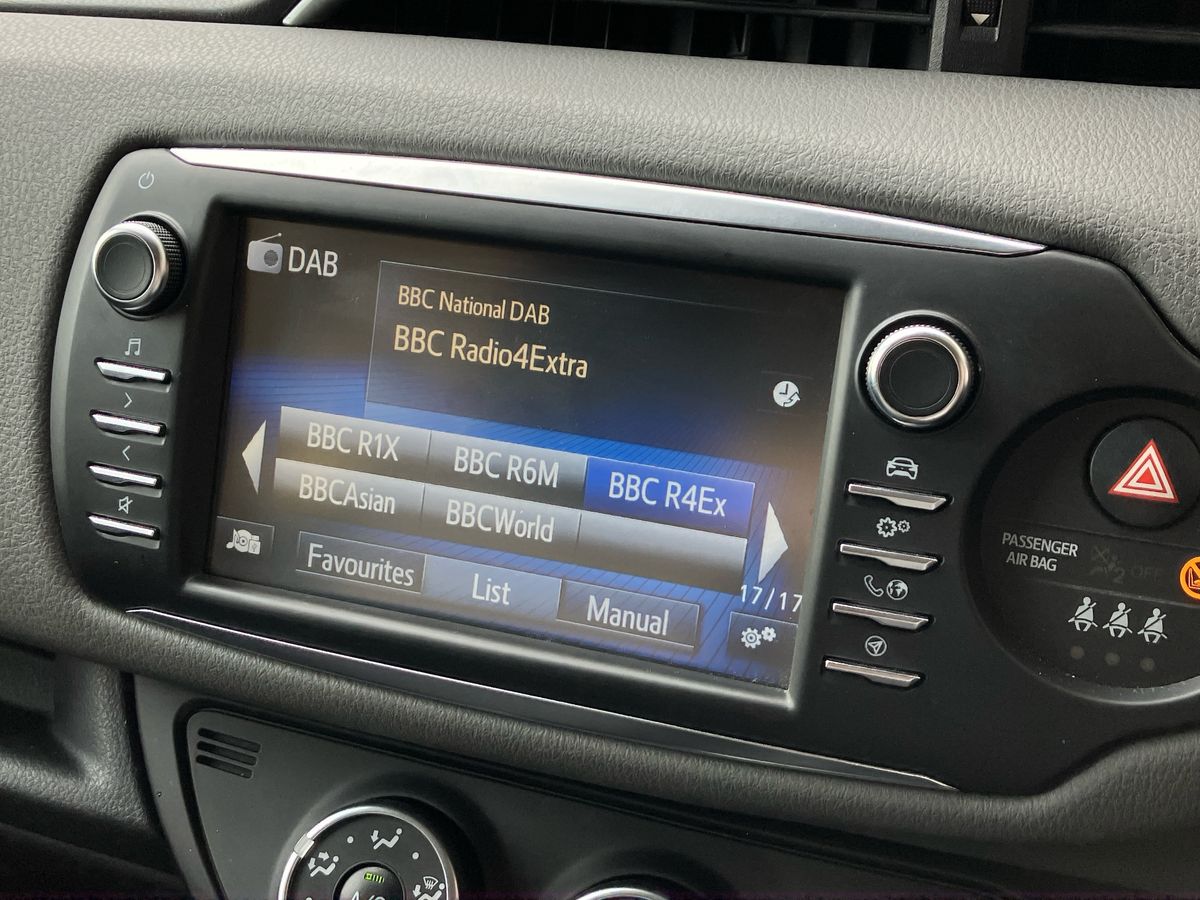 DAB
BBC National DAB
BBC Radio4Extra
BBC R1X BBC R6M BBC R4Ex
BBCAsian BBCWorld
Favourites List Manual
17/17
PASSENGER
AIR BAG
2 OFF
A/C